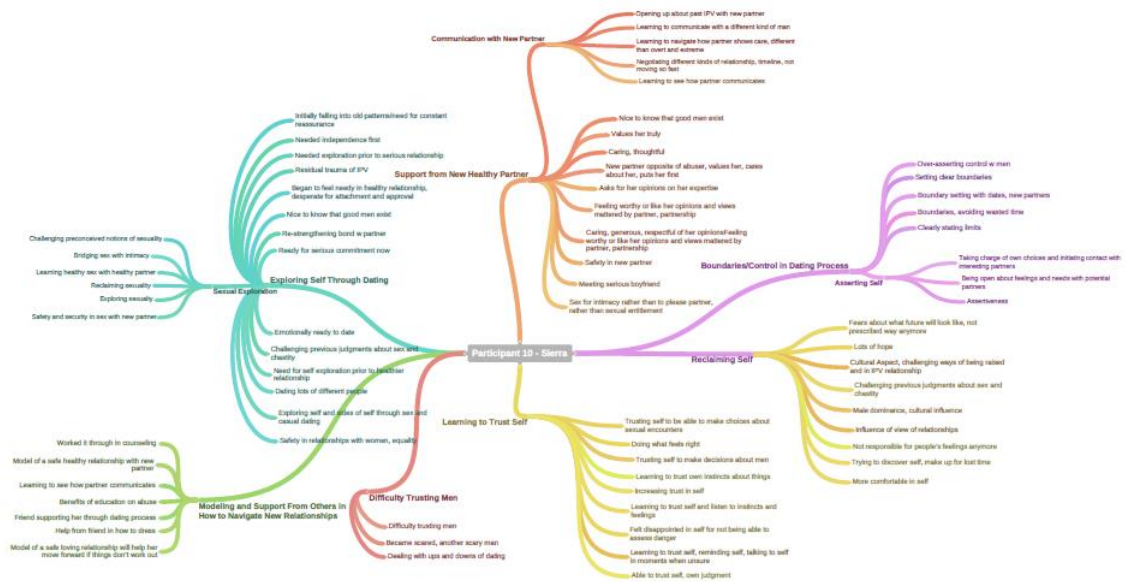 Communication with New Partner
Opening up about past IPV with new partner
Learning to communicate with a different kind of man
Learning to navigate how partner shows care, different
than overt and extreme
Negotiating different kinds of relationship, timeline, not
moving so fast
Learning to see how partner communicates
Support from New Healthy Partner
Nice to know that good men exist
Values her truly
Caring, thoughtful
New partner opposite of abuser, values her, cares
about her, puts her first
Asks for her opinions on her expertise
Feeling worthy or like her opinions and views
mattered by partner, partnership
Caring, generous, respectful of her opinionsFeeling
worthy or like her opinions and views mattered by
partner, partnership
Safety in new partner
Meeting serious boyfriend
Sex for intimacy rather than to please partner,
rather than sexual entitlement
Initially falling into old patterns/need for constant
reassurance
Needed independence first
Needed exploration prior to serious relationship
Residual trauma of IPV
Began to feel needy in healthy relationship,
desperate for attachment and approval
Nice to know that good men exist
Re-strengthening bond w partner
Ready for serious commitment now
Exploring Self Through Dating
Sexual Exploration
Challenging preconceived notions of sexuality
Bridging sex with intimacy
Learning healthy sex with healthy partner
Reclaiming sexuality
Exploring sexuality
Safety and security in sex with new partner
Emotionally ready to date
Challenging previous judgments about sex and
chastity
Need for self exploration prior to healthier
relationship
Dating lots of different people
Exploring self and sides of self through sex and
casual dating
Safety in relationships with women, equality
Participant 10 - Sierra
Boundaries/Control in Dating Process
Over-asserting control w men
Setting clear boundaries
Boundary setting with dates, new partners
Boundaries, avoiding wasted time
Clearly stating limits
Asserting Self
Taking charge of own choices and initiating contact with
interesting partners
Being open about feelings and needs with potential
partners
Assertiveness
Reclaiming Self
Fears about what future will look like, not
prescribed way anymore
Lots of hope
Cultural Aspect, challenging ways of being raised
and in IPV relationship
Challenging previous judgments about sex and
chastity
Male dominance, cultural influence
Influence of view of relationships
Not responsible for people's feelings anymore
Trying to discover self, make up for lost time
More comfortable in self
Learning to Trust Self
Trusting self to be able to make choices about
sexual encounters
Doing what feels right
Trusting self to make decisions about men
Learning to trust own instincts about things
Increasing trust in self
Learning to trust self and listen to instincts and
feelings
Felt disappointed in self for not being able to
assess danger
Learning to trust self, reminding self, talking to self
in moments when unsure
Able to trust self, own judgment
Difficulty Trusting Men
Difficulty trusting men
Became scared, another scary man
Dealing with ups and downs of dating
Modeling and Support From Others in
How to Navigate New Relationships
Worked it through in counseling
Model of a safe healthy relationship with new
partner
Learning to see how partner communicates
Benefits of education on abuse
Friend supporting her through dating process
Help from friend in how to dress
Model of a safe loving relationship will help her
move forward if things don't work out